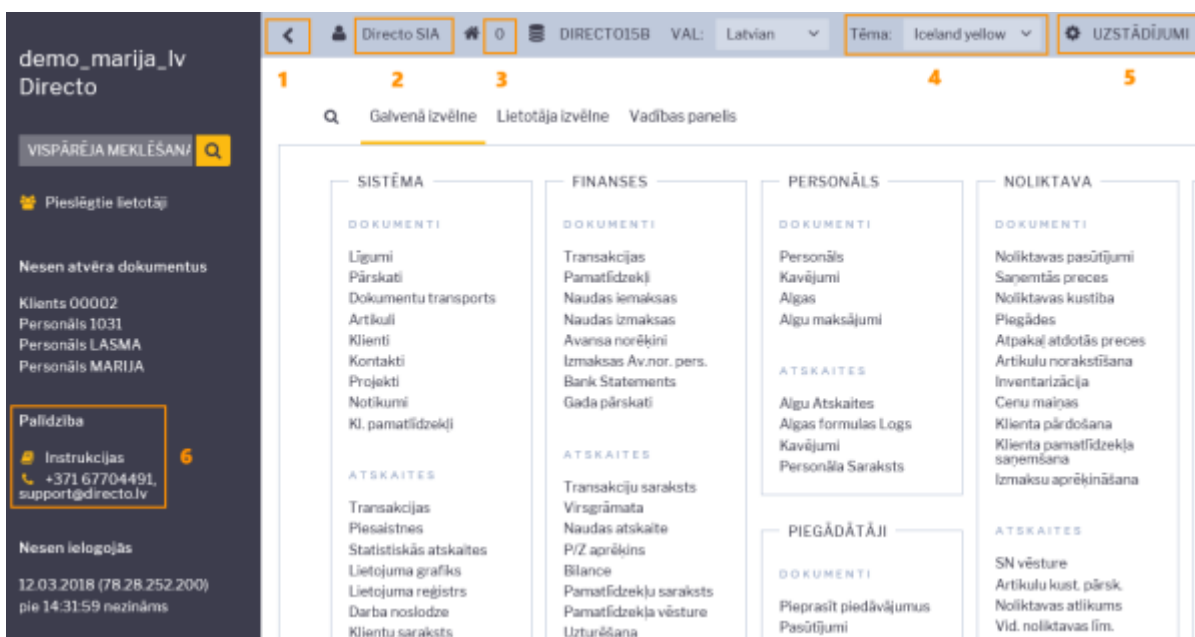 demo_marija_lv
Directo
VISPĀRĒJA MEKLĒŠANA
Pieslēgtie lietotāji
Nesen atvēra dokumentus
Klients 00002
Personāls 1031
Personāls LASMA
Personāls MARIJA
Palīdzība
Instrukcijas
+371 67704491,
support@directo.lv
6
Nesen ielogojās
12.03.2018 (78.28.252.200)
pie 14:31:59 nezināms
Directo SIA 0 DIRECTO15B VAL: Latvian Tēma: Iceland yellow UZSTĀDĪJUMI
1 2 3 4 5
Galvenā izvēlne Lietotāja izvēlne Vadības panelis
SISTĒMA
DOKUMENTI
Līgumi
Pārskati
Dokumentu transports
Artikuli
Klienti
Kontakti
Projekti
Notikumi
Kl. pamatlīdzekļi
ATSKAITES
Transakcijas
Piesaistnes
Statistiskās atskaites
Lietojuma grafiks
Lietojuma reģistrs
Darba noslodze
Klientu saraksts
FINANSES
DOKUMENTI
Transakcijas
Pamatlīdzekļi
Naudas iemaksas
Naudas izmaksas
Avansa norēķini
Izmaksas Av.nor. pers.
Bank Statements
Gada pārskati
ATSKAITES
Transakciju saraksts
Virsgrāmata
Naudas atskaite
P/Z aprēķins
Bilance
Pamatlīdzekļu saraksts
Pamatlīdzekļa vēsture
Uzturēšana
PERSONĀLS
DOKUMENTI
Personāls
Kavējumi
Algas
Algu maksājumi
ATSKAITES
Algu Atskaites
Algas formulas Logs
Kavējumi
Personāla Saraksts
PIEGĀDĀTĀJI
DOKUMENTI
Pieprasīt piedāvājumus
Pasūtījumi
NOLIKTAVA
DOKUMENTI
Noliktavas pasūtījumi
Saņemtās preces
Noliktavas kustība
Piegādes
Atpakaļ atdotās preces
Artikulu norakstīšana
Inventarizācija
Cenu maiņas
Klienta pārdošana
Klienta pamatlīdzekļa
saņemšana
Izmaksu aprēķināšana
ATSKAITES
SN vēsture
Artikulu kust. pārsk.
Noliktavas atlikums
Vid. noliktavas līm.